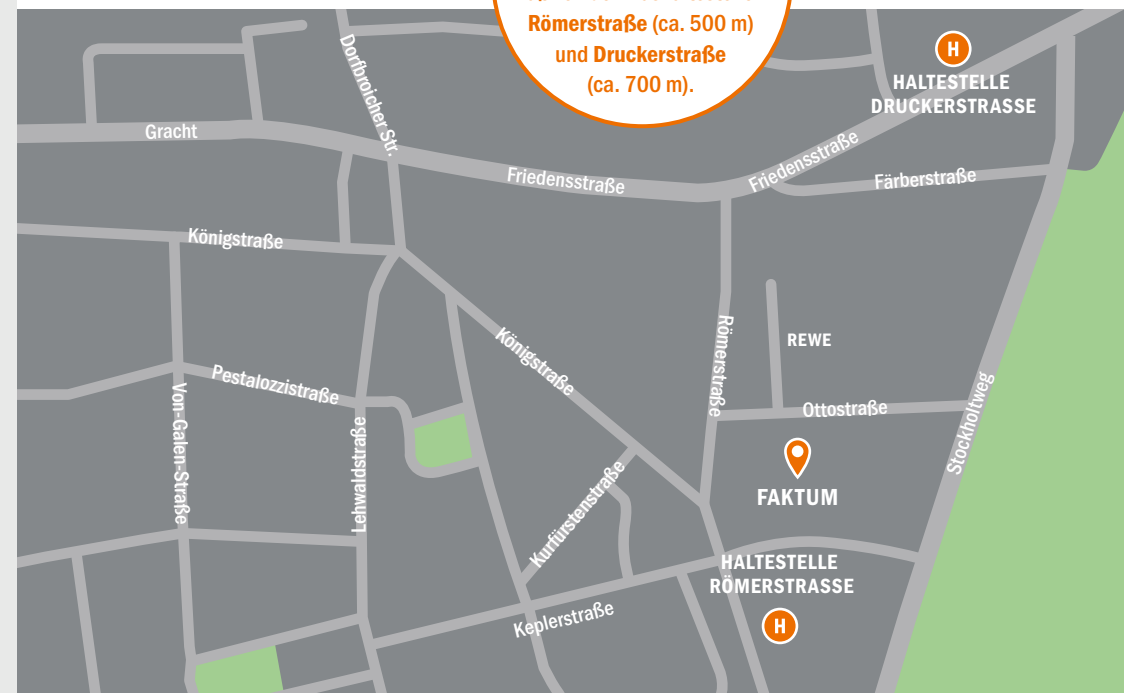 Römerstraße (ca. 500 m)
und Druckerstraße
(ca. 700 m).
H
HALTESTELLE
DRUCKERSTRASSE
Dorfbroicher Str.
Gracht
Friedensstraße
Friedensstraße
Färberstraße
Königstraße
Königstraße
Römerstraße
REWE
Pestalozzistraße
Von-Galen-Straße
Lehwaldstraße
Ottostraße
Stockholtweg
FAKTUM
Kurfürstenstraße
HALTESTELLE
RÖMERSTRASSE
H
Keplerstraße